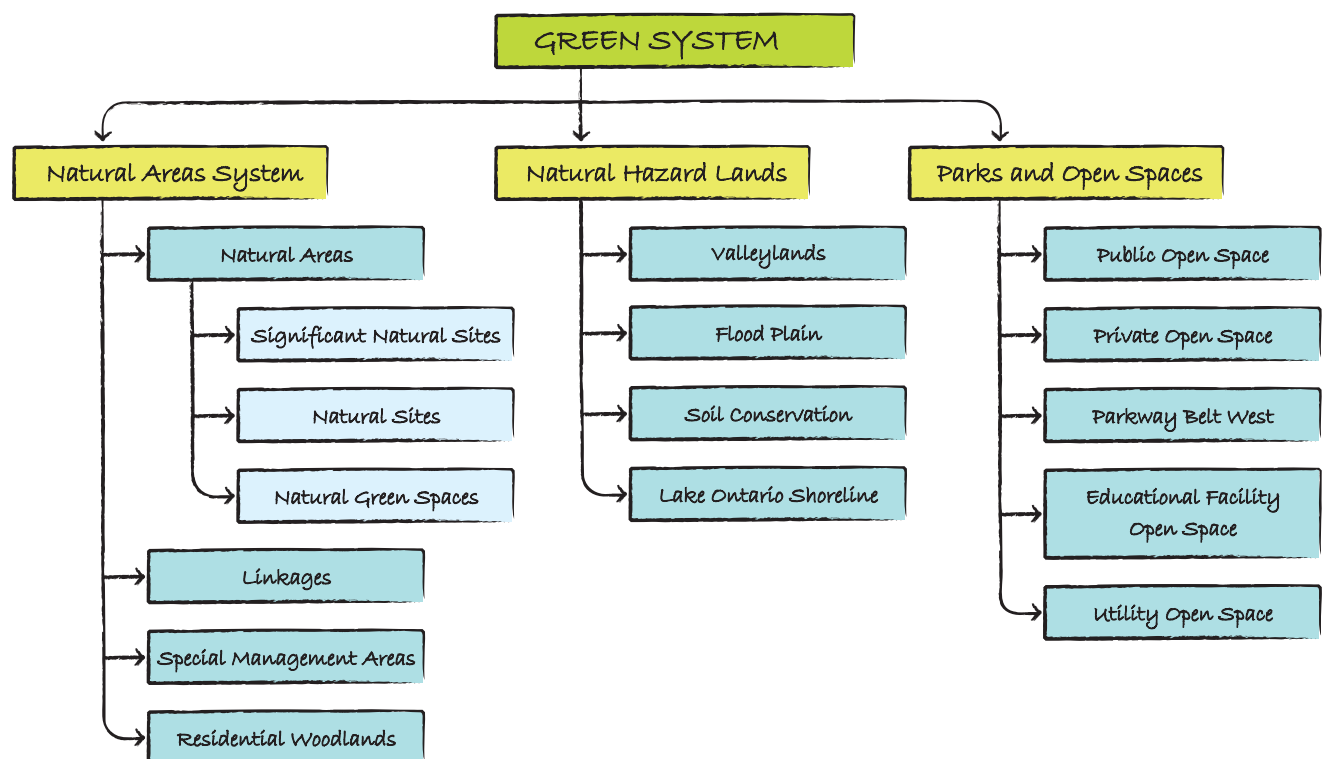 GREEN SYSTEM
Natural Areas System
Natural Areas
Significant Natural Sites
Natural Sites
Natural Green Spaces
Linkages
Special Management Areas
Residential Woodlands
Natural Hazard Lands
Valleylands
Flood Plain
Soil Conservation
Lake Ontario Shoreline
Parks and Open Spaces
Public Open Space
Private Open Space
Parkway Belt West
Educational Facility
Open Space
Utility Open Space